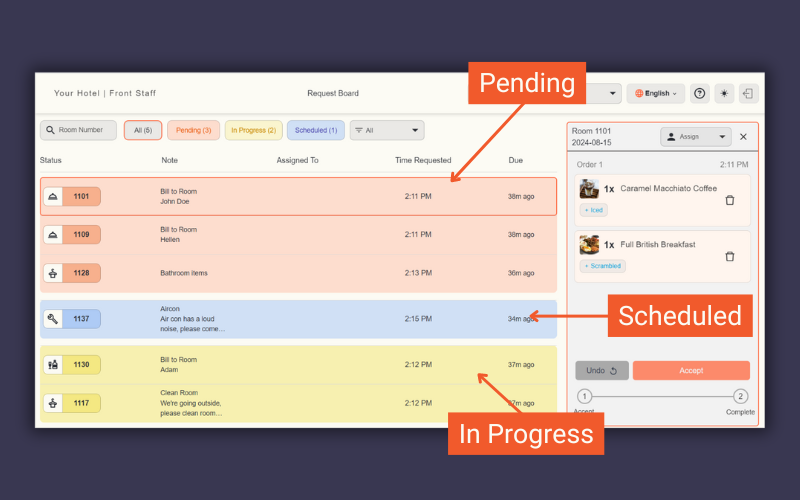 Pending
Your Hotel | Front Staff
Request Board
English
Room Number
All (6)
Pending (3)
In Progress (2)
Scheduled (1)
All
Status
Note
Assigned To
Time Requested
Due
1101
Bill to Room
John Doe
2:11 PM
38m ago
1109
Bill to Room
Hellen
2:11 PM
38m ago
1128
Bathroom items
2:13 PM
36m ago
1137
Aircon
Air con has a loud
noise, please come...
2:15 PM
34m ago
1130
Bill to Room
Adam
2:12 PM
37m ago
1117
Clean Room
We're going outside,
please clean room...
2:12 PM
37m ago
Room 1101
2024-08-15
Assign
Order 1
2:11 PM
1x Caramel Macchiato Coffee
+ Iced
1x Full British Breakfast
+ Scrambled
Scheduled
Undo
Accept
1
2
Accept
Complete
In Progress